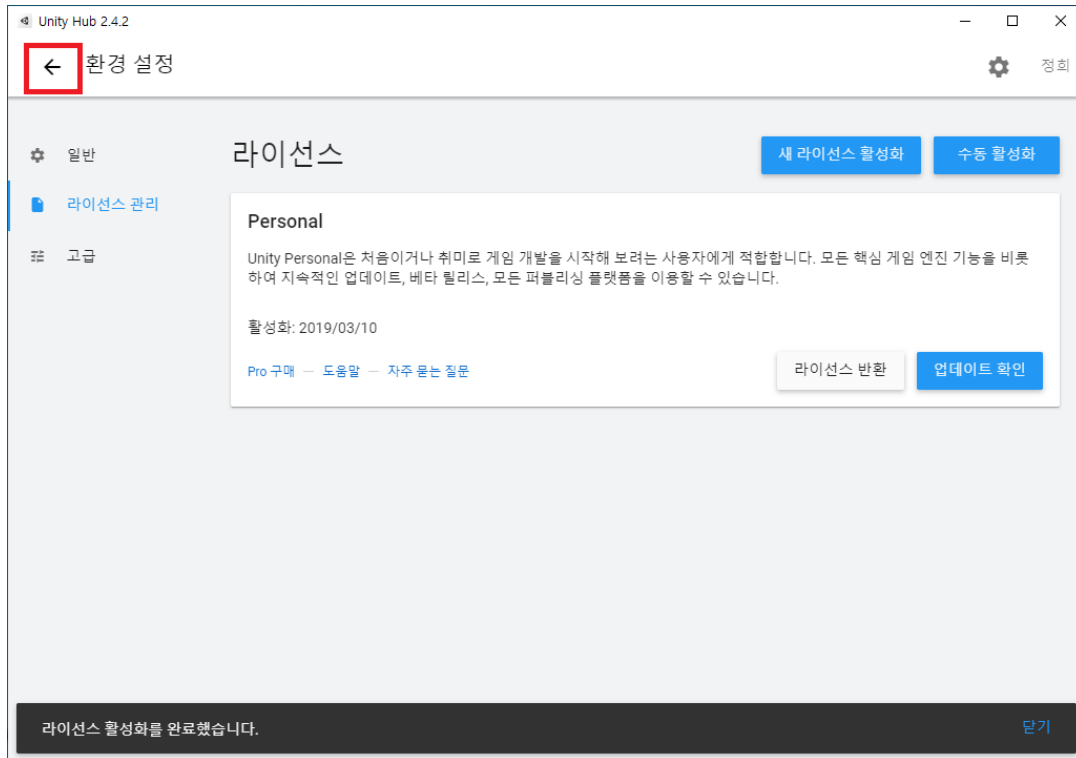 Unity Hub 2.4.2
환경 설정
정희
일반
라이선스 관리
고급
라이선스
새 라이선스 활성화
수동 활성화
Personal
Unity Personal은 처음이거나 취미로 게임 개발을 시작해 보려는 사용자에게 적합합니다. 모든 핵심 게임 엔진 기능을 비롯
하여 지속적인 업데이트, 베타 릴리스, 모든 퍼블리싱 플랫폼을 이용할 수 있습니다.
활성화: 2019/03/10
Pro 구매 — 도움말 — 자주 묻는 질문
라이선스 반환
업데이트 확인
라이선스 활성화를 완료했습니다.
닫기